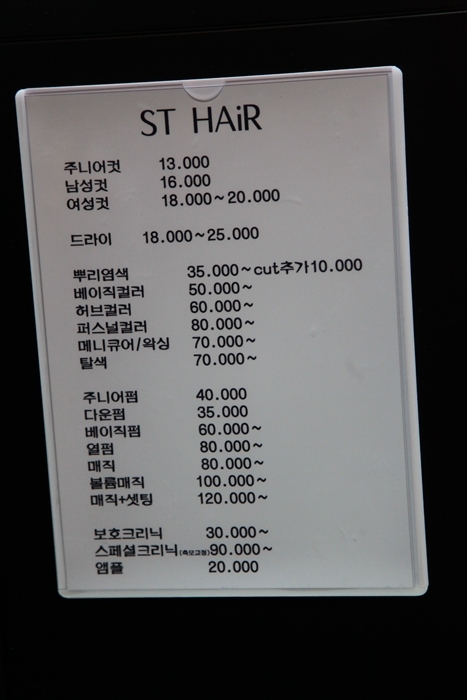 ST HAiR
주니어컷 13.000
남성컷 16.000
여성컷 18.000~20.000
드라이 18.000~25.000
뿌리염색 35.000~cut추가10.000
베이직컬러 50.000~
허브컬러 60.000~
퍼스널컬러 80.000~
메니큐어/왁싱 70.000~
탈색 70.000~
주니어펌 40.000
다운펌 35.000
베이직펌 60.000~
열펌 80.000~
매직 80.000~
볼륨매직 100.000~
매직+셋팅 120.000~
보호크리닉 30.000~
스페셜크리닉 90.000~
앰플 20.000